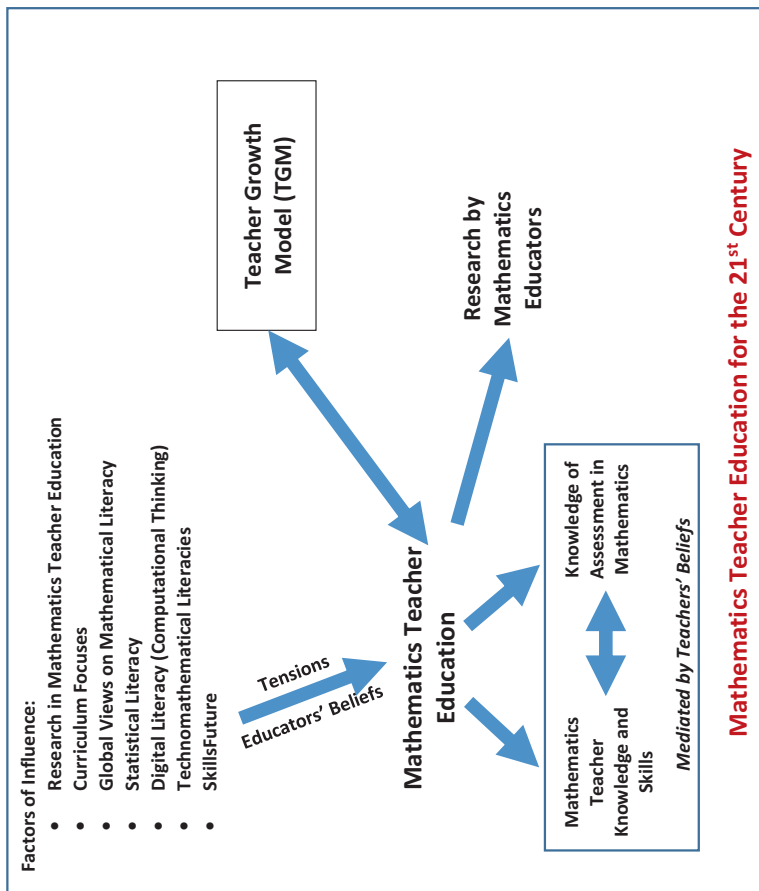 Factors of Influence:
• Research in Mathematics Teacher Education
• Curriculum Focuses
• Global Views on Mathematical Literacy
• Statistical Literacy
• Digital Literacy (Computational Thinking)
• Technomathematical Literacies
• SkillsFuture
Tensions
Educators' Beliefs
Teacher Growth
Model (TGM)
Mathematics Teacher
Education
Research by
Mathematics
Educators
Mathematics
Teacher
Knowledge and
Skills
Knowledge of
Assessment in
Mathematics
Mediated by Teachers' Beliefs
Mathematics Teacher Education for the 21st Century